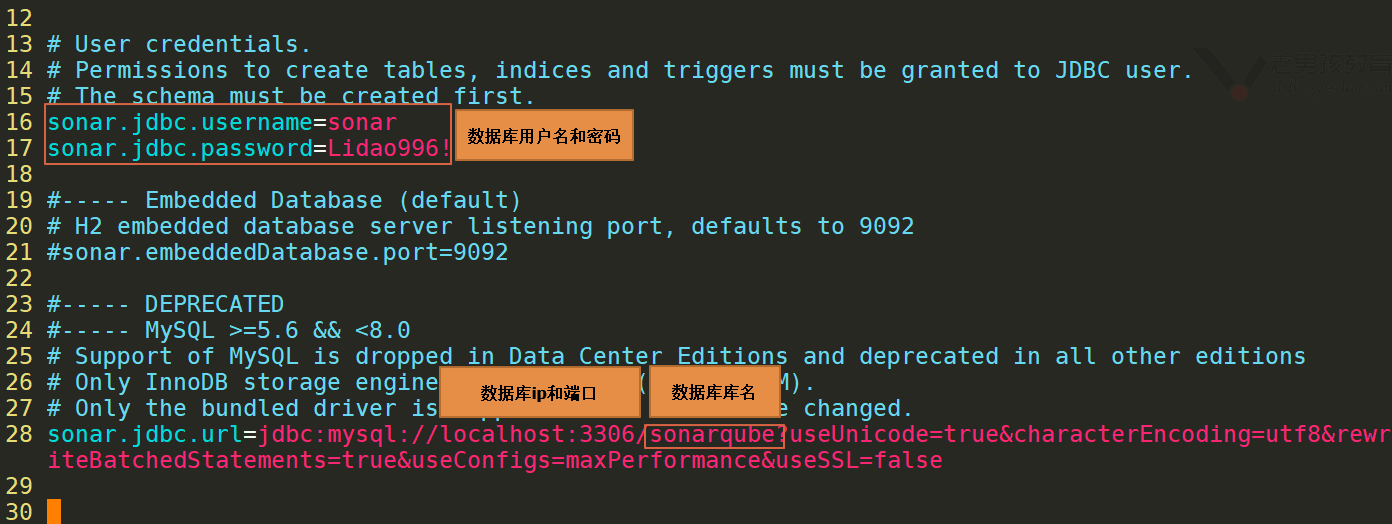 12
13 # User credentials.
14 # Permissions to create tables, indices and triggers must be granted to JDBC user.
15 # The schema must be created first.
16 sonar.jdbc.username=sonar
数据库用户名和密码
17 sonar.jdbc.password=Lidao996!
18
19 #----- Embedded Database (default)
20 # H2 embedded database server listening port, defaults to 9092
21 #sonar.embeddedDatabase.port=9092
22
23 #----- DEPRECATED
24 #----- MySQL >=5.6 && <8.0
25 # Support of MySQL is dropped in Data Center Editions and deprecated in all other editions
26 # Only InnoDB storage engine
数据库ip和端口
数据库库名
27 # Only the bundled driver is changed.
28 sonar.jdbc.url=jdbc:mysql://localhost:3306/sonarqube?useUnicode=true&characterEncoding=utf8&rewr
iteBatchedStatements=true&useConfigs=maxPerformance&useSSL=false
29
30